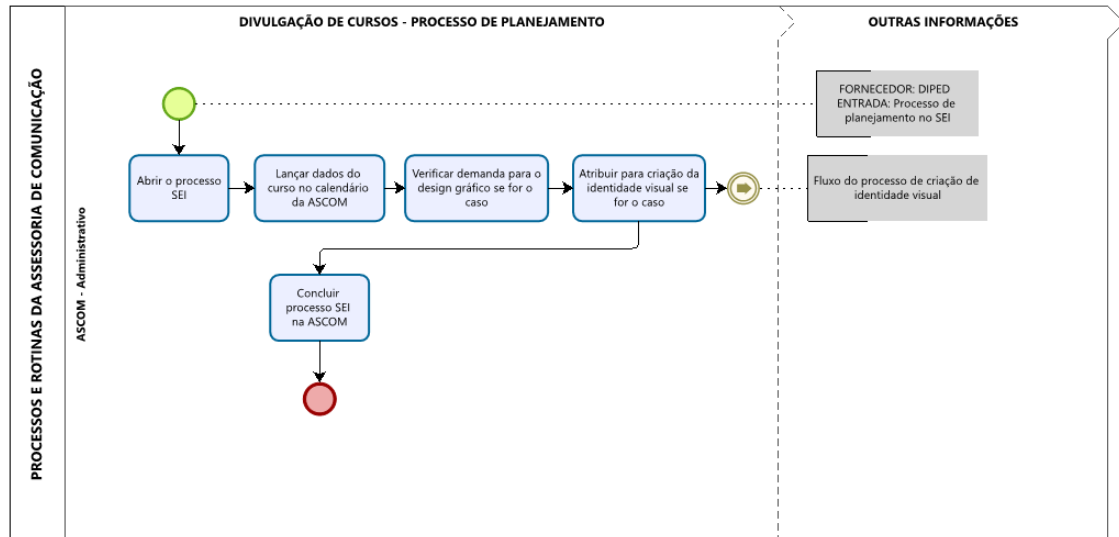 DIVULGAÇÃO DE CURSOS - PROCESSO DE PLANEJAMENTO
OUTRAS INFORMAÇÕES
PROCESSOS E ROTINAS DA ASSESSORIA DE COMUNICAÇÃO
ASCOM - Administrativo
FORNECEDOR: DIPED
ENTRADA: Processo de
planejamento no SEI
Abrir o processo
SEI
Lançar dados do
curso no calendário
da ASCOM
Verificar demanda para o
design gráfico se for o
caso
Atribuir para criação da
identidade visual se
for o caso
Fluxo do processo de criação de
identidade visual
Concluir
processo SEI
na ASCOM